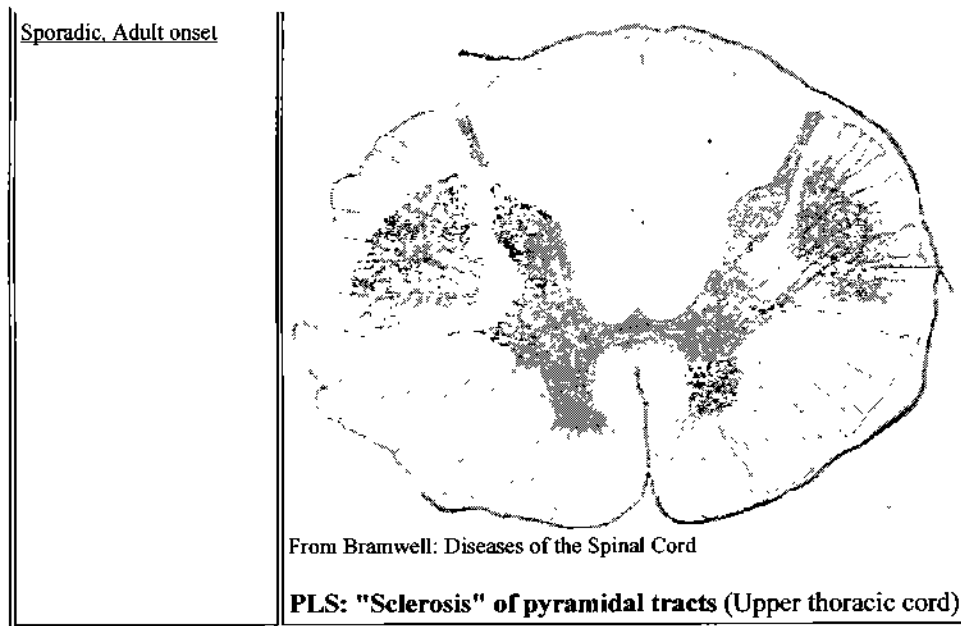 Sporadic, Adult onset
From Bramwell: Diseases of the Spinal Cord
PLS: "Sclerosis" of pyramidal tracts (Upper thoracic cord)